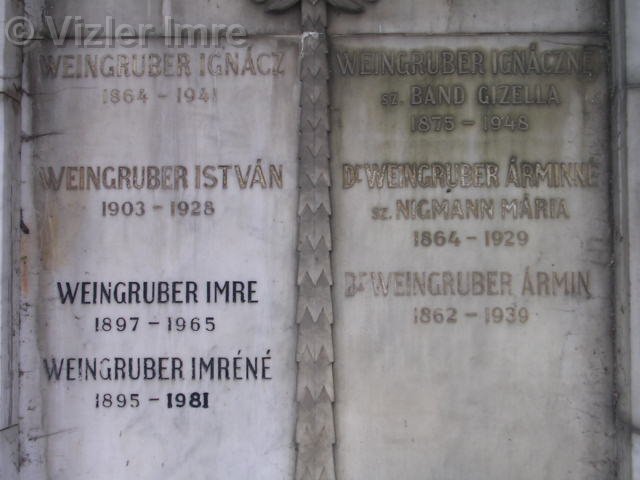 © Vizler Imre
WEINGRUBER IGNÁCZ
1864 - 1941
WEINGRUBER ISTVÁN
1903 - 1928
WEINGRUBER IMRE
1897 - 1965
WEINGRUBER IMRÉNÉ
1895 - 1981
WEINGRUBER IGNÁCZNÉ
SZ. BAND GIZELLA
1875 - 1948
DR WEINGRUBER ÁRMINNÉ
SZ. NIGMANN MÁRIA
1864 - 1929
DR WEINGRUBER ÁRMIN
1862 - 1939